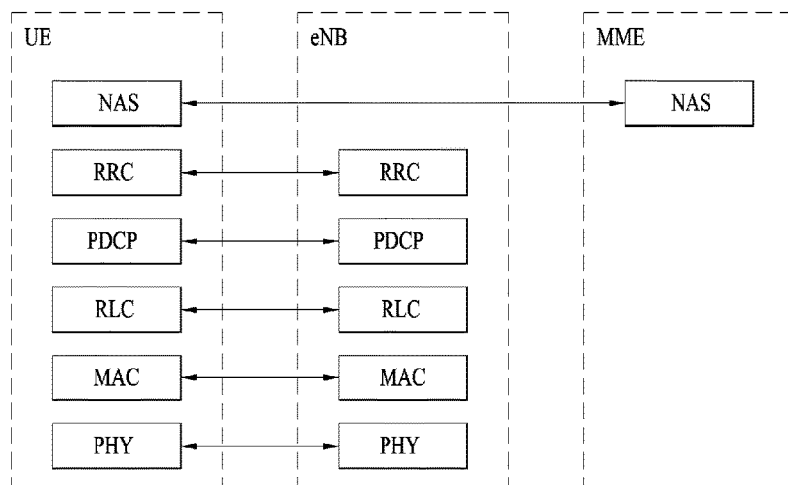 UE eNB MME
NAS NAS
RRC RRC
PDCP PDCP
RLC RLC
MAC MAC
PHY PHY